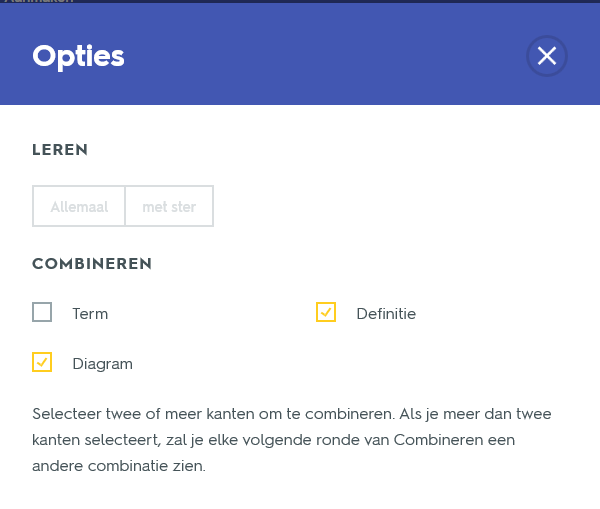 Opties
LEREN
Allemaal met ster
COMBINEREN
Term Definitie
Diagram
Selecteer twee of meer kanten om te combineren. Als je meer dan twee
kanten selecteert, zal je elke volgende ronde van Combineren een
andere combinatie zien.